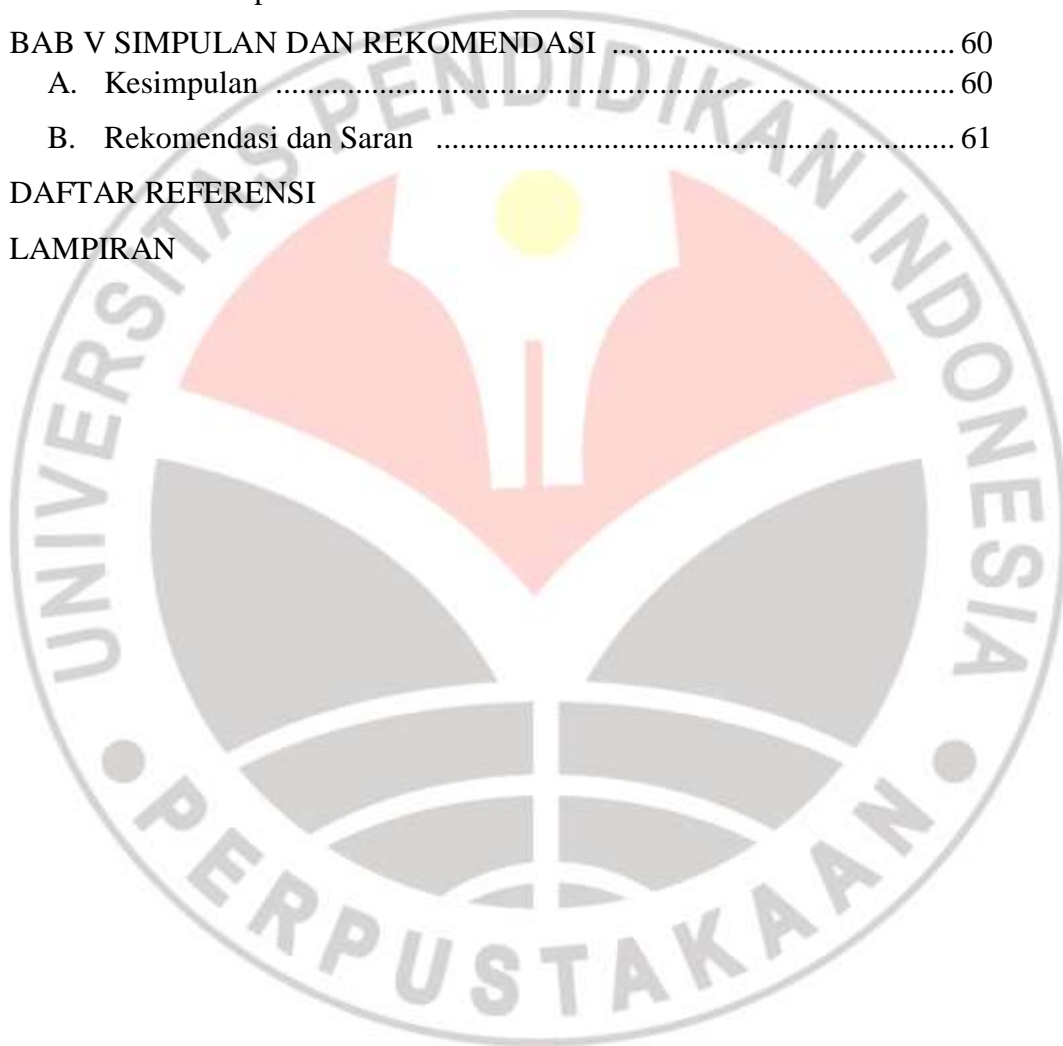 BAB V SIMPULAN DAN REKOMENDASI ........................................... 60
A. Kesimpulan ..................................................................................... 60
B. Rekomendasi dan Saran ................................................................. 61
DAFTAR REFERENSI
LAMPIRAN
UNIVERSITAS PENDIDIKAN INDONESIA
PERPUSTAKAAN